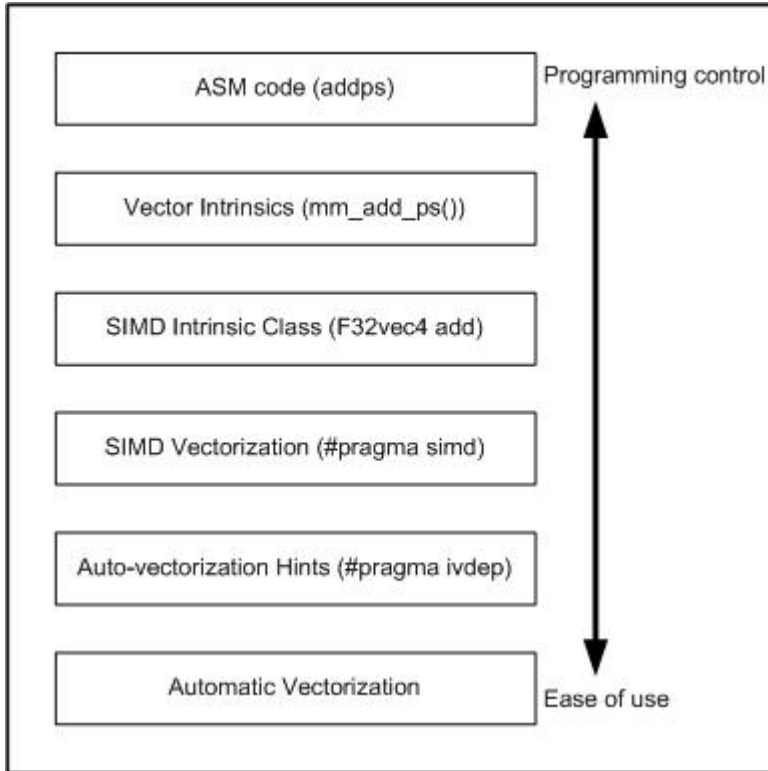 ASM code (addps)
Programming control
Vector Intrinsics (mm_add_ps())
SIMD Intrinsic Class (F32vec4 add)
SIMD Vectorization (#pragma simd)
Auto-vectorization Hints (#pragma ivdep)
Automatic Vectorization
Ease of use